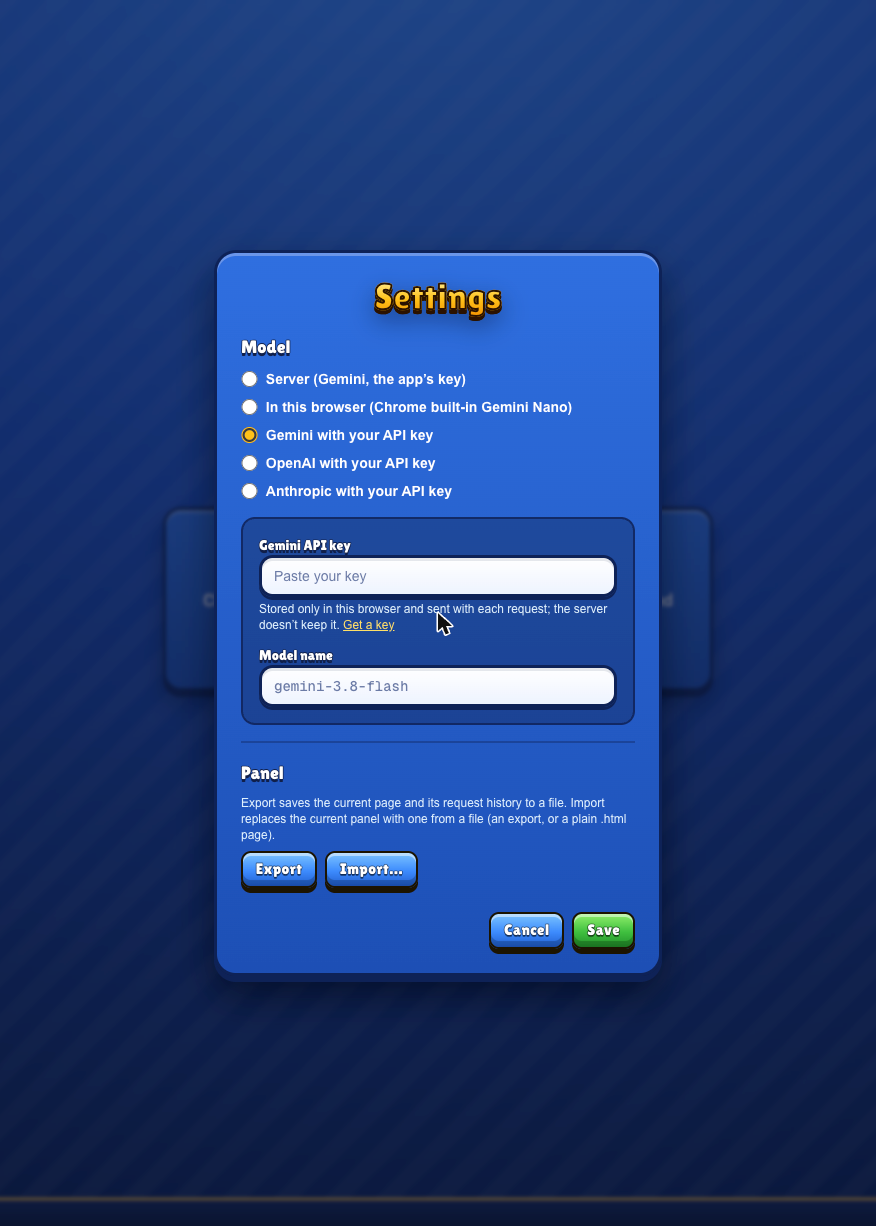 Settings
Model
Server (Gemini, the app's key)
In this browser (Chrome built-in Gemini Nano)
Gemini with your API key
OpenAI with your API key
Anthropic with your API key
Gemini API key
Paste your key
Stored only in this browser and sent with each request; the server
doesn't keep it. Get a key
Model name
gemini-3.8-flash
Panel
Export saves the current page and its request history to a file. Import
replaces the current panel with one from a file (an export, or a plain .html
page).
Export
Import...
Cancel
Save